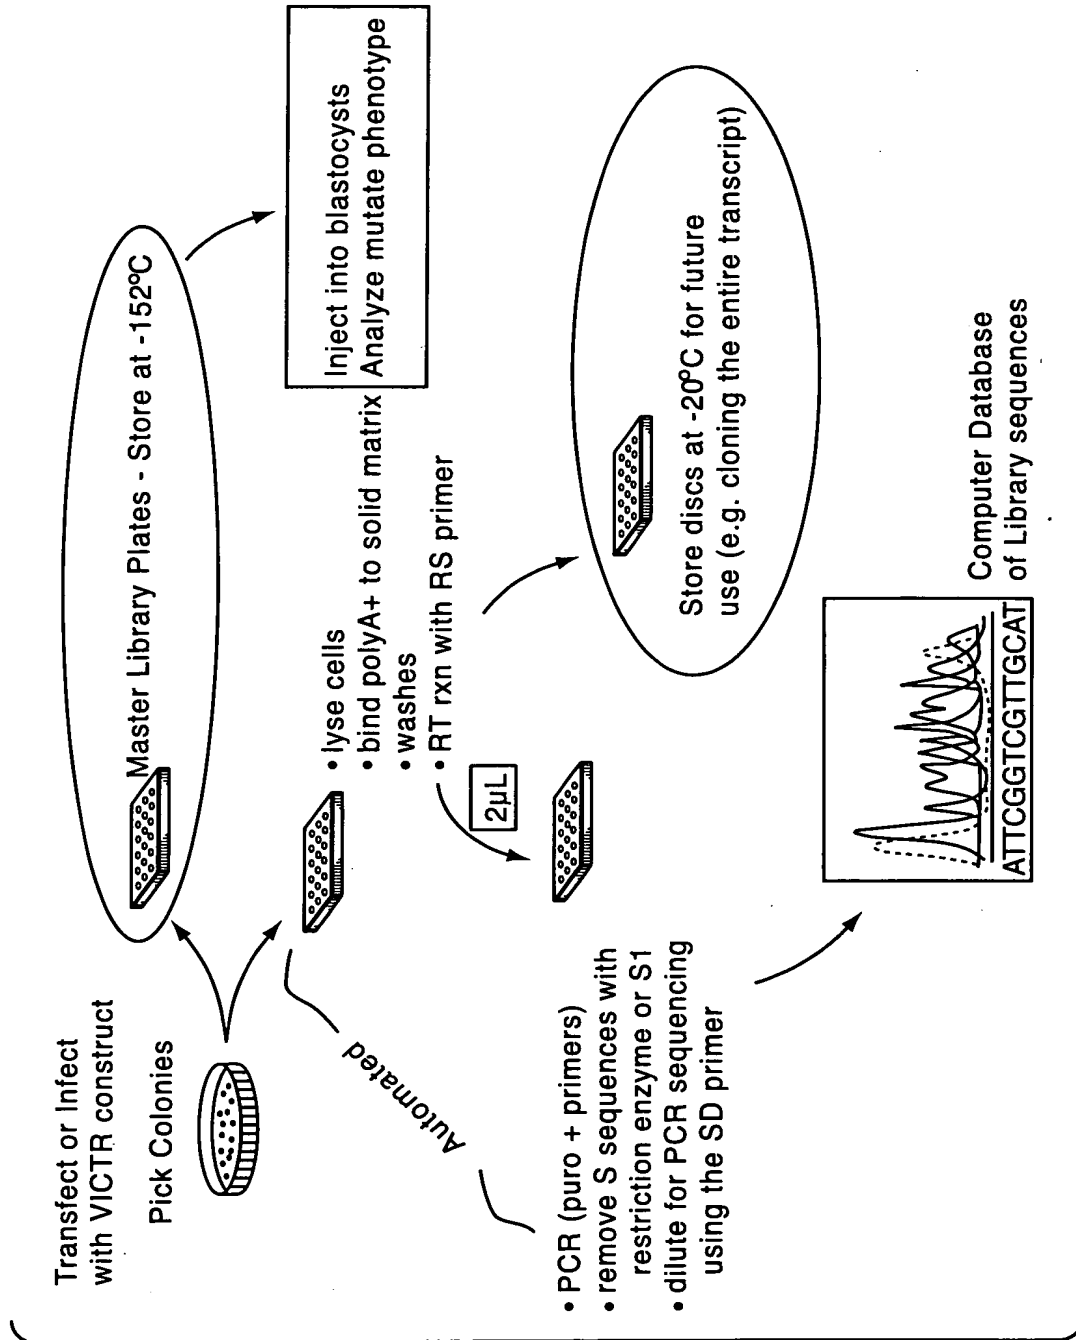 Transfect or Infect
with VICTR construct
Pick Colonies
Master Library Plates - Store at -152ºC
Inject into blastocysts
Analyze mutate phenotype
• lyse cells
• bind polyA+ to solid matrix
• washes
• RT rxn with RS primer
2µL
Automated
Store discs at -20ºC for future
use (e.g. cloning the entire transcript)
• PCR (puro + primers)
• remove S sequences with
restriction enzyme or S1
• dilute for PCR sequencing
using the SD primer
ATTCGGTCGTTGCAT
Computer Database
of Library sequences